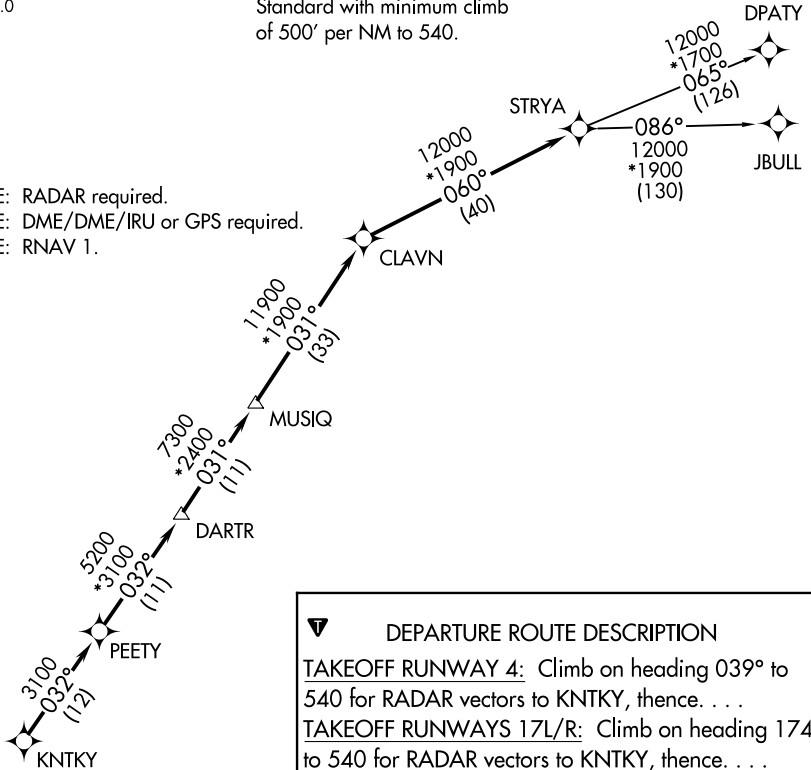 .0
Standard with minimum climb
of 500' per NM to 540.
DPATY
12000
*1700
065°
(126)
STRYA
086°
12000
*1900
(130)
JBULL
12000
*1900
060°
(40)
E: RADAR required.
E: DME/DME/IRU or GPS required.
E: RNAV 1.
CLAVN
11900
*1900
031°
(33)
MUSIQ
7300
*2400
031°
(11)
DARTR
5200
*3100
032°
(11)
PEETY
3100
032°
(12)
KNTKY
T
DEPARTURE ROUTE DESCRIPTION
TAKEOFF RUNWAY 4: Climb on heading 039° to
540 for RADAR vectors to KNTKY, thence. . . .
TAKEOFF RUNWAYS 17L/R: Climb on heading 174
to 540 for RADAR vectors to KNTKY, thence. . . .